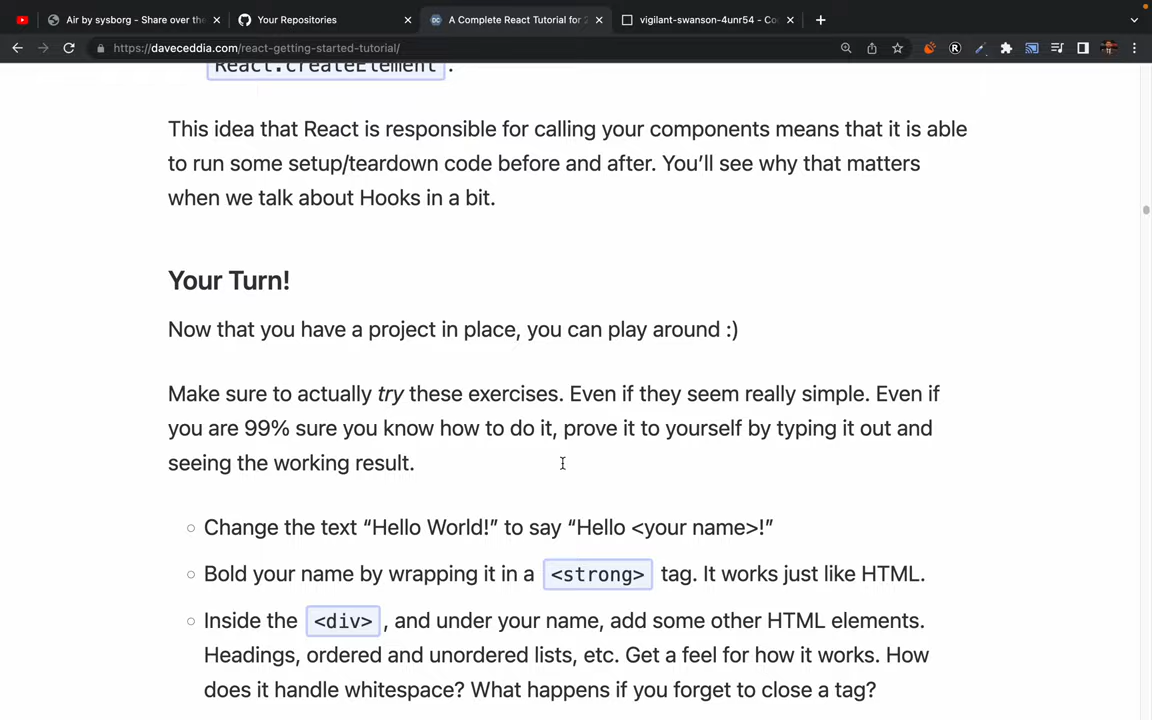 Air by sysborg - Share over the
Your Repositories
A Complete React Tutorial for 2
vigilant-swanson-4unr54 - Co
https://daveceddia.com/react-getting-started-tutorial/
React.createElement.
This idea that React is responsible for calling your components means that it is able
to run some setup/teardown code before and after. You’ll see why that matters
when we talk about Hooks in a bit.
Your Turn!
Now that you have a project in place, you can play around :)
Make sure to actually try these exercises. Even if they seem really simple. Even if
you are 99% sure you know how to do it, prove it to yourself by typing it out and
seeing the working result.
Change the text “Hello World!” to say “Hello <your name>!”
Bold your name by wrapping it in a <strong> tag. It works just like HTML.
Inside the <div>, and under your name, add some other HTML elements.
Headings, ordered and unordered lists, etc. Get a feel for how it works. How
does it handle whitespace? What happens if you forget to close a tag?